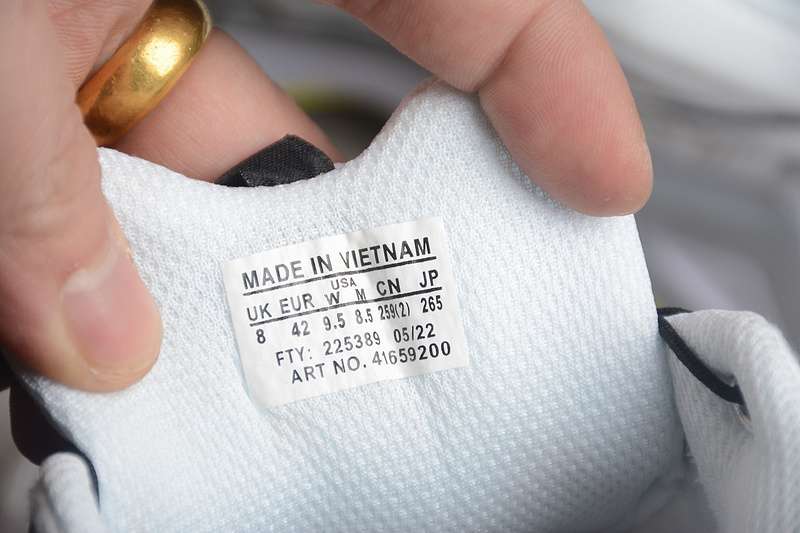 MADE IN VIETNAM
USA
UK EUR W M CN JP
8 42 9.5 8.5 259(2) 265
FTY: 225389 05/22
ART NO. 41659200